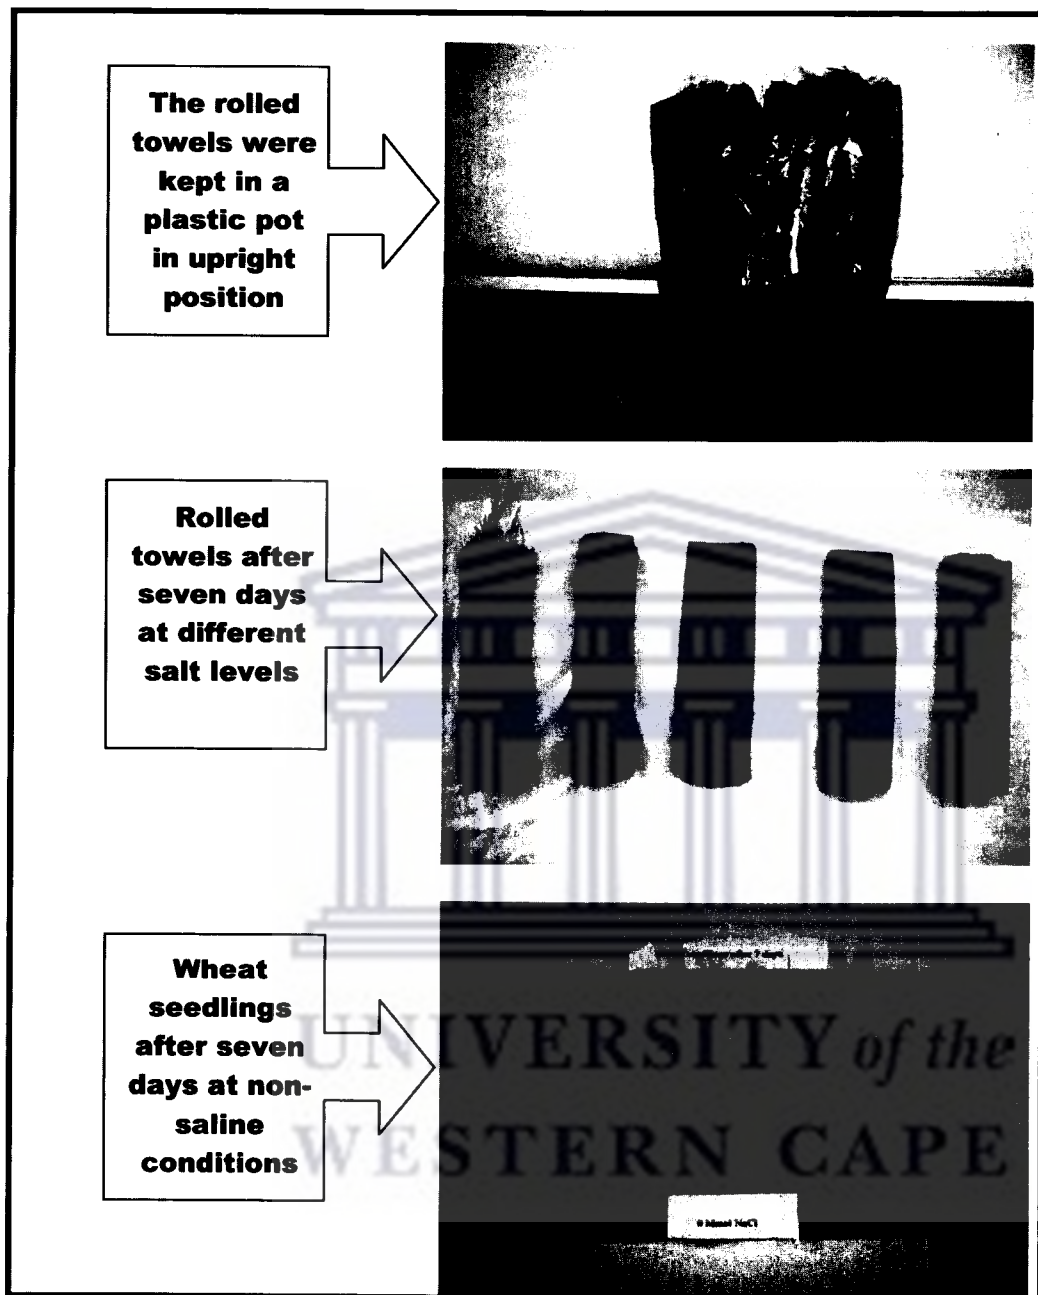 The rolled
towels were
kept in a
plastic pot
in upright
position
Rolled
towels after
seven days
at different
salt levels
Wheat
seedlings
after seven
days at non-
saline
conditions
UNIVERSITY of the
WESTERN CAPE
NaCl